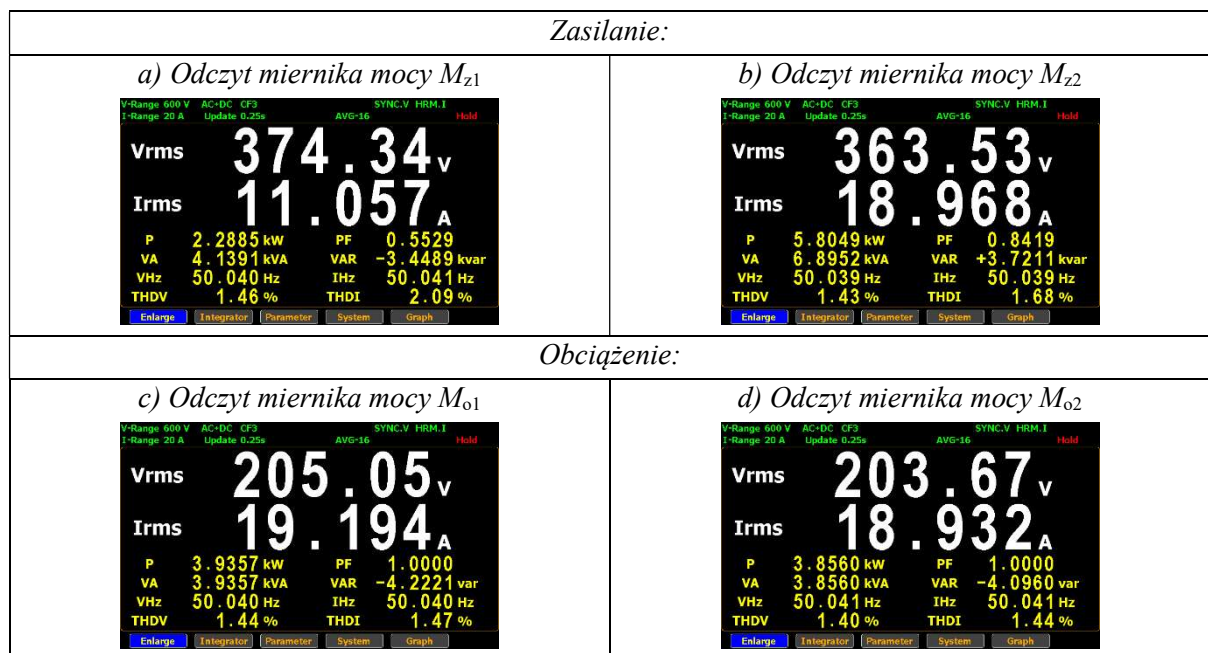 Zasilanie:
a) Odczyt miernika mocy Mz1
V-Range 600 V AC+DC CF3 SYNC.V HRM.I
I-Range 20 A Update 0.25s AVG-16 Hold
Vrms 374.34 V
Irms 11.057 A
P 2.2885 kW PF 0.5529
VA 4.1391 kVA VAR -3.4489 kvar
VHz 50.040 Hz IHz 50.041 Hz
THDV 1.46 % THDI 2.09 %
Enlarge Integrator Parameter System Graph
b) Odczyt miernika mocy Mz2
V-Range 600 V AC+DC CF3 SYNC.V HRM.I
I-Range 20 A Update 0.25s AVG-16 Hold
Vrms 363.53 V
Irms 18.968 A
P 5.8049 kW PF 0.8419
VA 6.8952 kVA VAR +3.7211 kvar
VHz 50.039 Hz IHz 50.039 Hz
THDV 1.43 % THDI 1.68 %
Enlarge Integrator Parameter System Graph
Obciążenie:
c) Odczyt miernika mocy Mo1
V-Range 600 V AC+DC CF3 SYNC.V HRM.I
I-Range 20 A Update 0.25s AVG-16 Hold
Vrms 205.05 V
Irms 19.194 A
P 3.9357 kW PF 1.0000
VA 3.9357 kVA VAR -4.2221 var
VHz 50.040 Hz IHz 50.040 Hz
THDV 1.44 % THDI 1.47 %
Enlarge Integrator Parameter System Graph
d) Odczyt miernika mocy Mo2
V-Range 600 V AC+DC CF3 SYNC.V HRM.I
I-Range 20 A Update 0.25s AVG-16 Hold
Vrms 203.67 V
Irms 18.932 A
P 3.8560 kW PF 1.0000
VA 3.8560 kVA VAR -4.0960 var
VHz 50.041 Hz IHz 50.041 Hz
THDV 1.40 % THDI 1.44 %
Enlarge Integrator Parameter System Graph